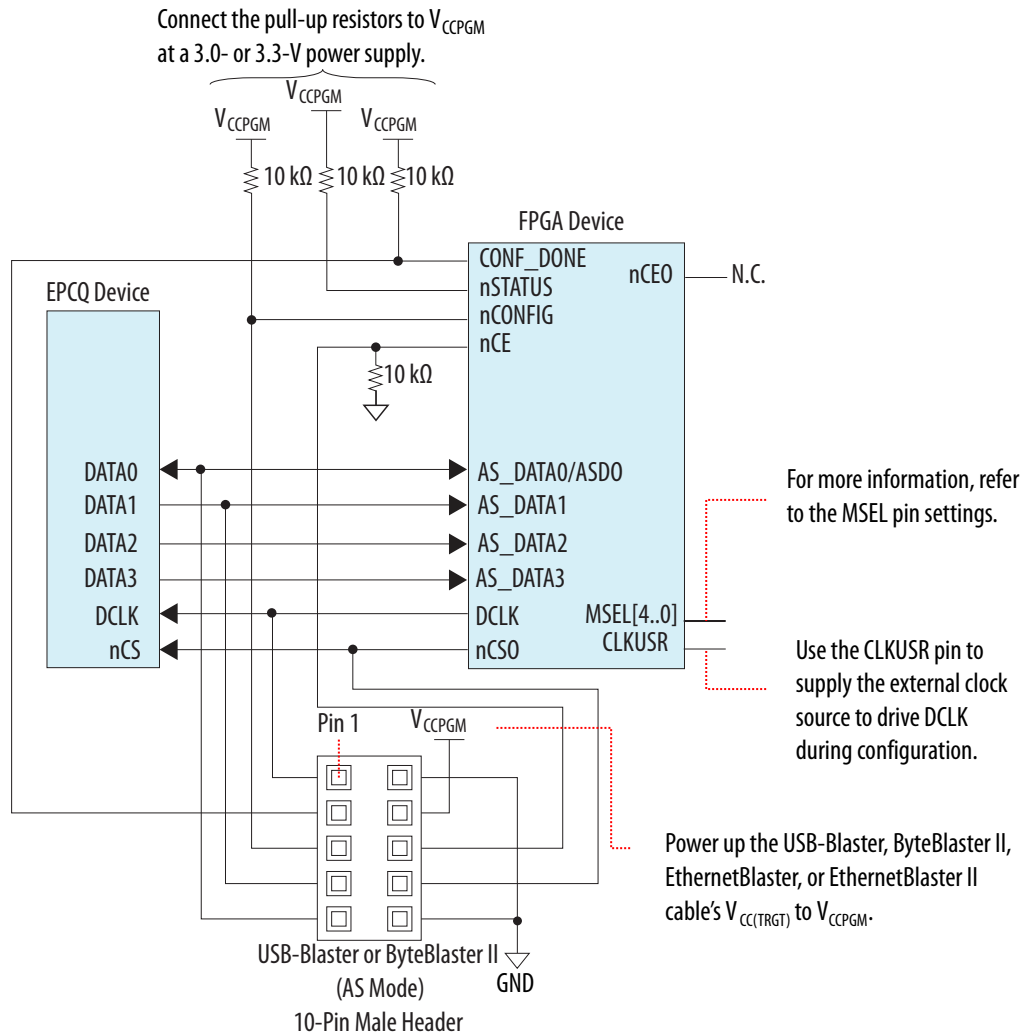 Connect the pull-up resistors to VCCPGM
at a 3.0- or 3.3-V power supply.
VCCPGM
VCCPGM
VCCPGM
10 kΩ
10 kΩ
10 kΩ
FPGA Device
CONF_DONE
nSTATUS
nCONFIG
nCE
nCEO
N.C.
EPCQ Device
10 kΩ
DATA0
DATA1
DATA2
DATA3
DCLK
nCS
AS_DATA0/ASDO
AS_DATA1
AS_DATA2
AS_DATA3
DCLK
nCSO
MSEL[4..0]
CLKUSR
For more information, refer
to the MSEL pin settings.
Use the CLKUSR pin to
supply the external clock
source to drive DCLK
during configuration.
Pin 1
VCCPGM
Power up the USB-Blaster, ByteBlaster II,
EthernetBlaster, or EthernetBlaster II
cable's VCC(TRGT) to VCCPGM.
USB-Blaster or ByteBlaster II
(AS Mode)
10-Pin Male Header
GND